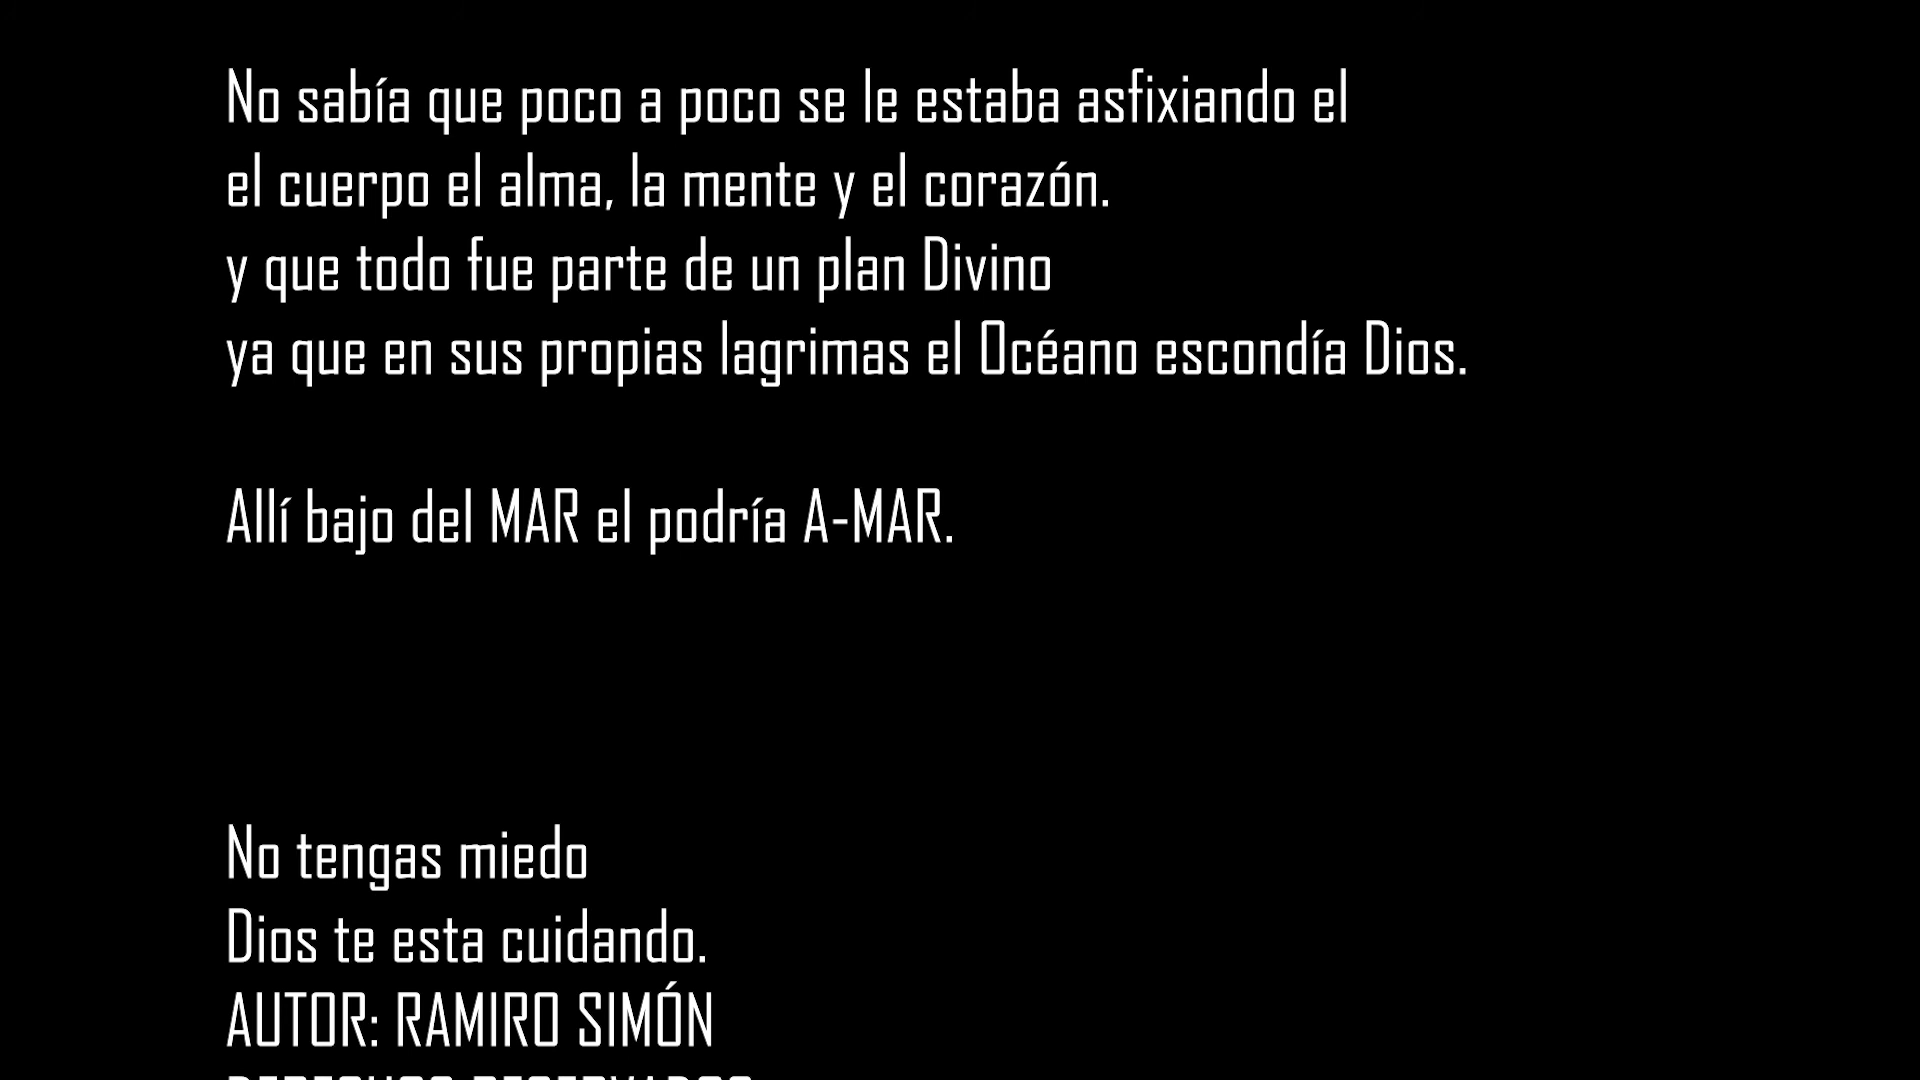 No sabía que poco a poco se le estaba asfixiando el
el cuerpo el alma, la mente y el corazón.
y que todo fue parte de un plan Divino
ya que en sus propias lagrimas el Océano escondía Dios.
Allí bajo del MAR el podría A-MAR.
No tengas miedo
Dios te esta cuidando.
AUTOR: RAMIRO SIMÓN